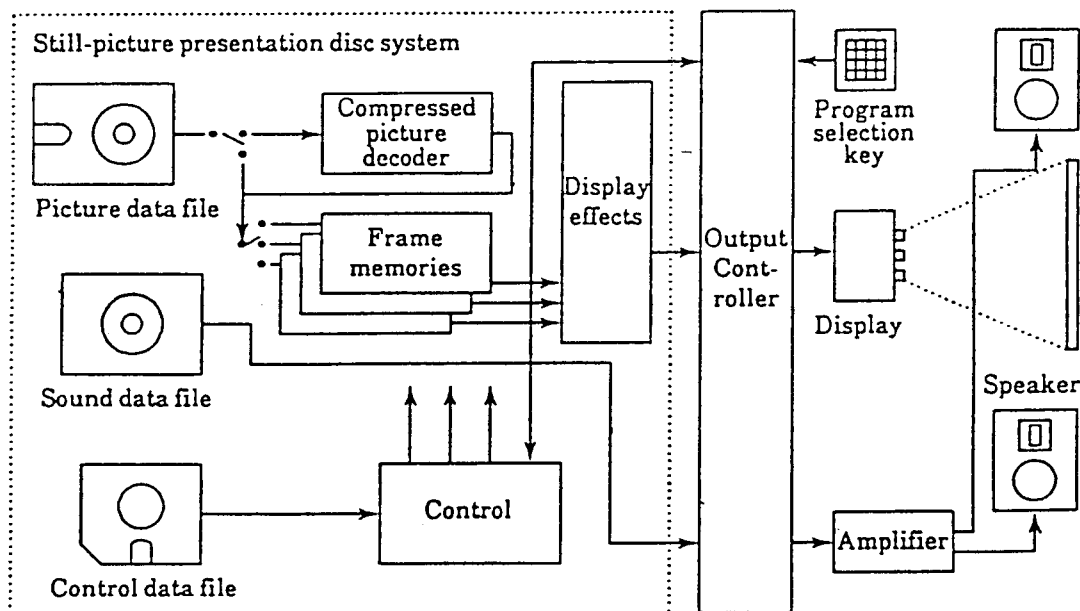 Still-picture presentation disc system
Compressed
picture
decoder
Picture data file
Frame
memories
Display
effects
Sound data file
Control
Control data file
Output
Cont-
roller
Program
selection
key
Display
Speaker
Amplifier